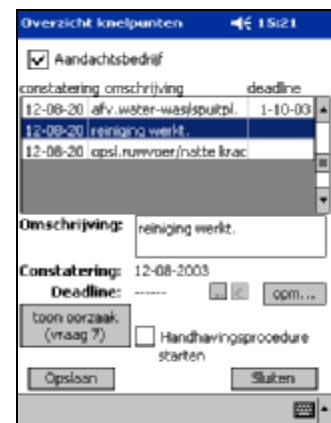 Overzicht knelpunten 15:21
Aandachtsbedrijf
constatering omschrijving deadline
12-08-20 afv.water-was/spuitpl. 1-10-03
12-08-20 reiniging werkt.
12-08-20 opsl.ruwvoer/natte krac
Omschrijving: reiniging werkt.
Constatering: 12-08-2003
Deadline: ------ ... c opm...
toon oorzaak
(vraag 7)
Handhavingsprocedure
starten
Opslaan Sluiten